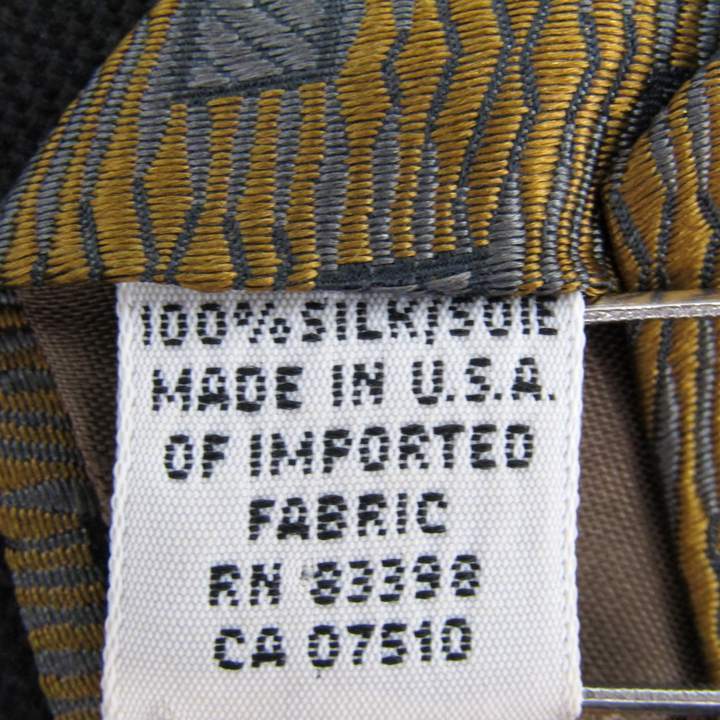 100% SILK/SOIE
MADE IN U.S.A.
OF IMPORTED
FABRIC
RN 83398
CA 07510